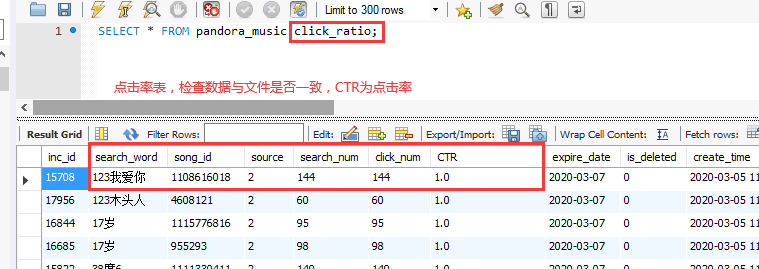 Limit to 300 rows
1 SELECT * FROM pandora_music.click_ratio;
点击率表，检查数据与文件是否一致，CTR为点击率
Result Grid Filter Rows: Edit: Export/Import: Wrap Cell Content: IA Fetch rows:
inc_id search_word song_id source search_num click_num CTR expire_date is_deleted create_time
15708 123我爱你 1108616018 2 144 144 1.0 2020-03-07 0 2020-03-05 11
17956 123木头人 4608121 2 60 60 1.0 2020-03-07 0 2020-03-05 11
16844 17岁 1115776816 2 95 95 1.0 2020-03-07 0 2020-03-05 11
16685 17岁 955293 2 98 98 1.0 2020-03-07 0 2020-03-05 11
2 1.0 2020-03-07 0 2020-03-05 11